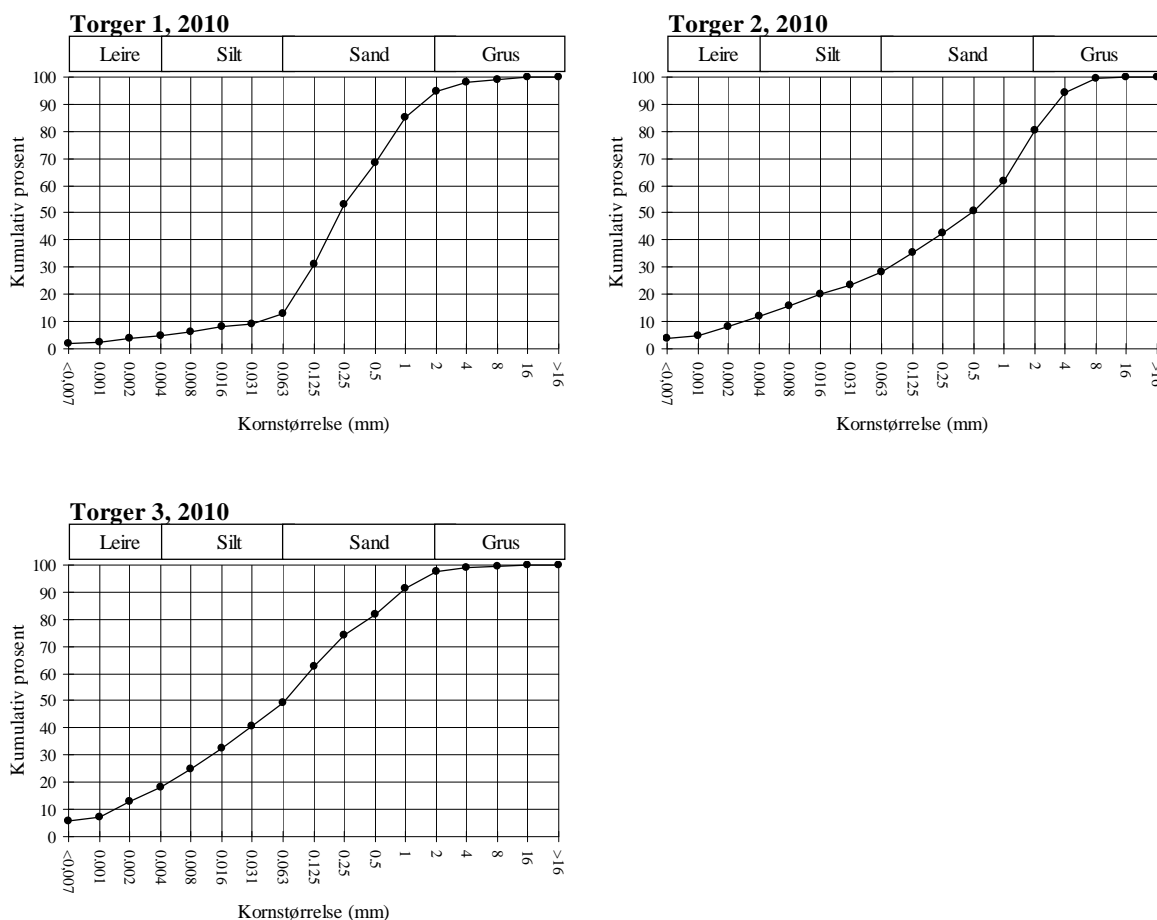 Torger 1, 2010
Leire Silt Sand Grus
100
90
80
70
60
50
40
30
20
10
0
Kumulativ prosent
<0,007 0.001 0.002 0.004 0.008 0.016 0.031 0.063 0.125 0.25 0.5 1 2 4 8 16 >16
Kornstørrelse (mm)
Torger 2, 2010
Leire Silt Sand Grus
100
90
80
70
60
50
40
30
20
10
0
Kumulativ prosent
<0,007 0.001 0.002 0.004 0.008 0.016 0.031 0.063 0.125 0.25 0.5 1 2 4 8 16 >16
Kornstørrelse (mm)
Torger 3, 2010
Leire Silt Sand Grus
100
90
80
70
60
50
40
30
20
10
0
Kumulativ prosent
<0,007 0.001 0.002 0.004 0.008 0.016 0.031 0.063 0.125 0.25 0.5 1 2 4 8 16 >16
Kornstørrelse (mm)